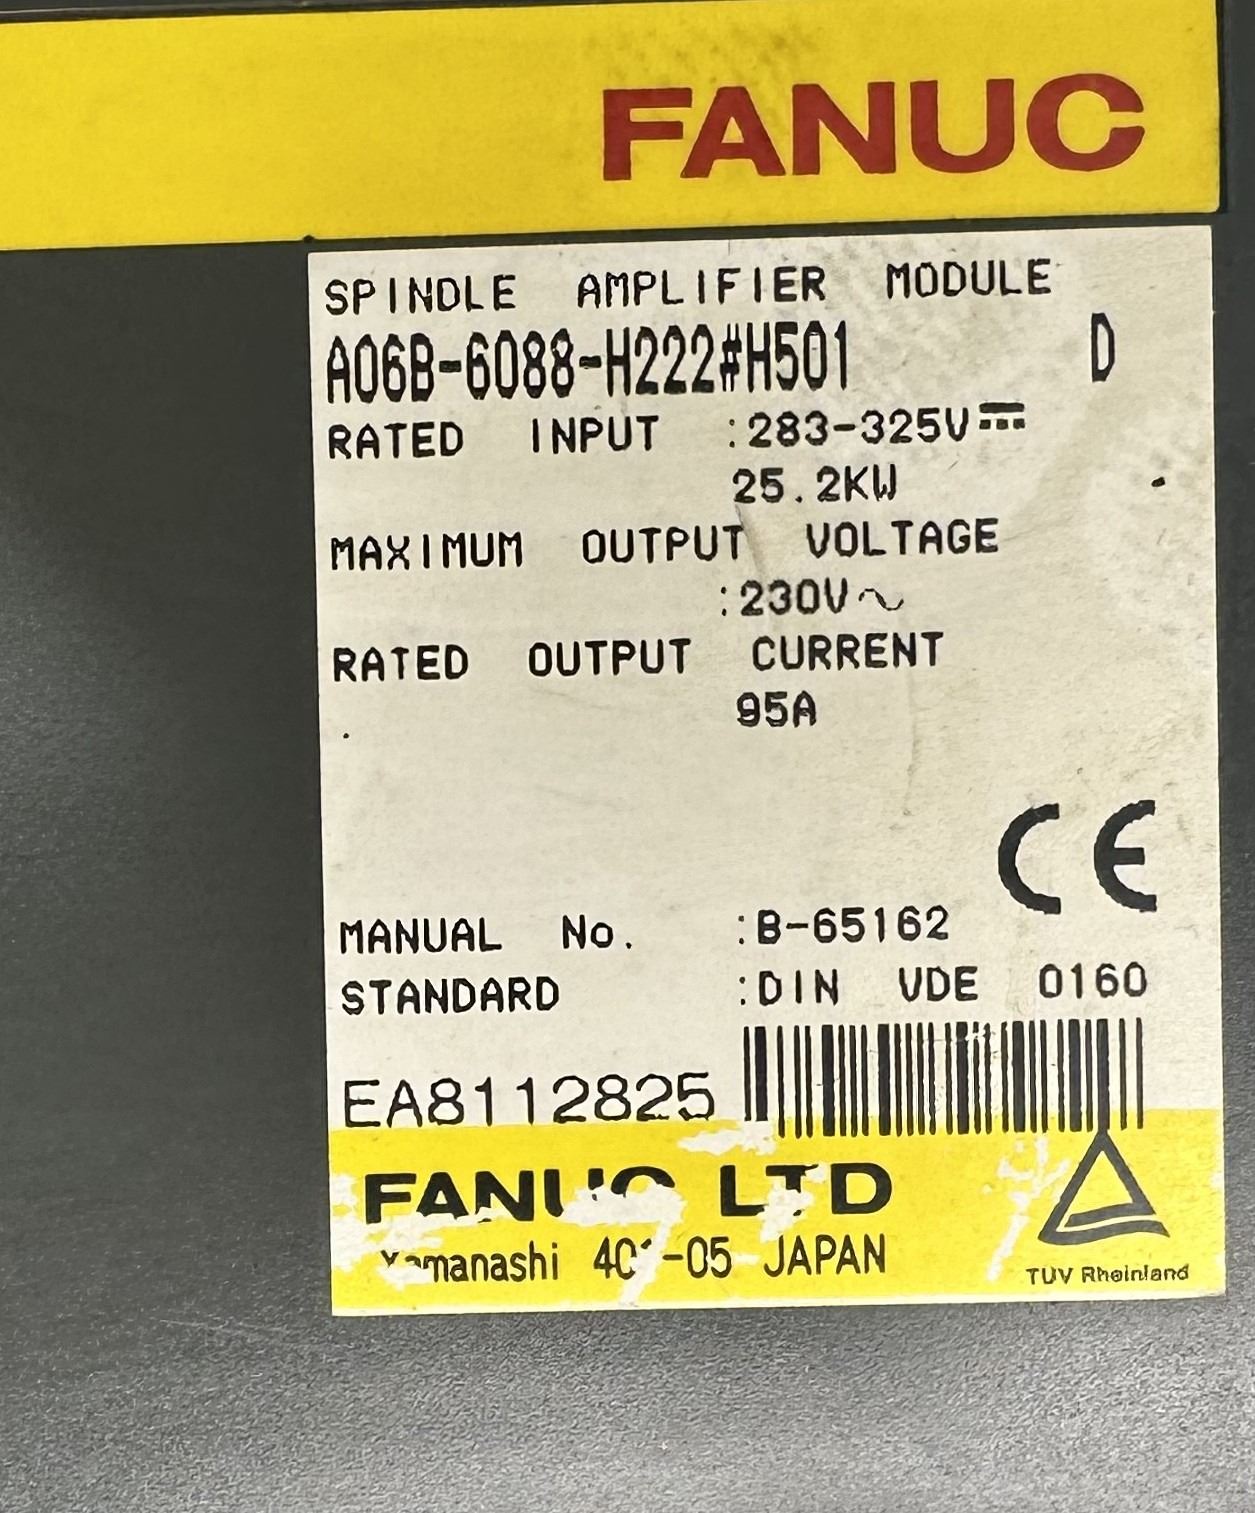 FANUC
SPINDLE AMPLIFIER MODULE
A06B-6088-H222#H501 D
RATED INPUT :283-325V⎓
25.2KW
MAXIMUM OUTPUT VOLTAGE
:230V∿
RATED OUTPUT CURRENT
95A
CE
MANUAL No. :B-65162
STANDARD :DIN VDE 0160
EA8112825
FANUC LTD
JAPAN
TUV Rheinland